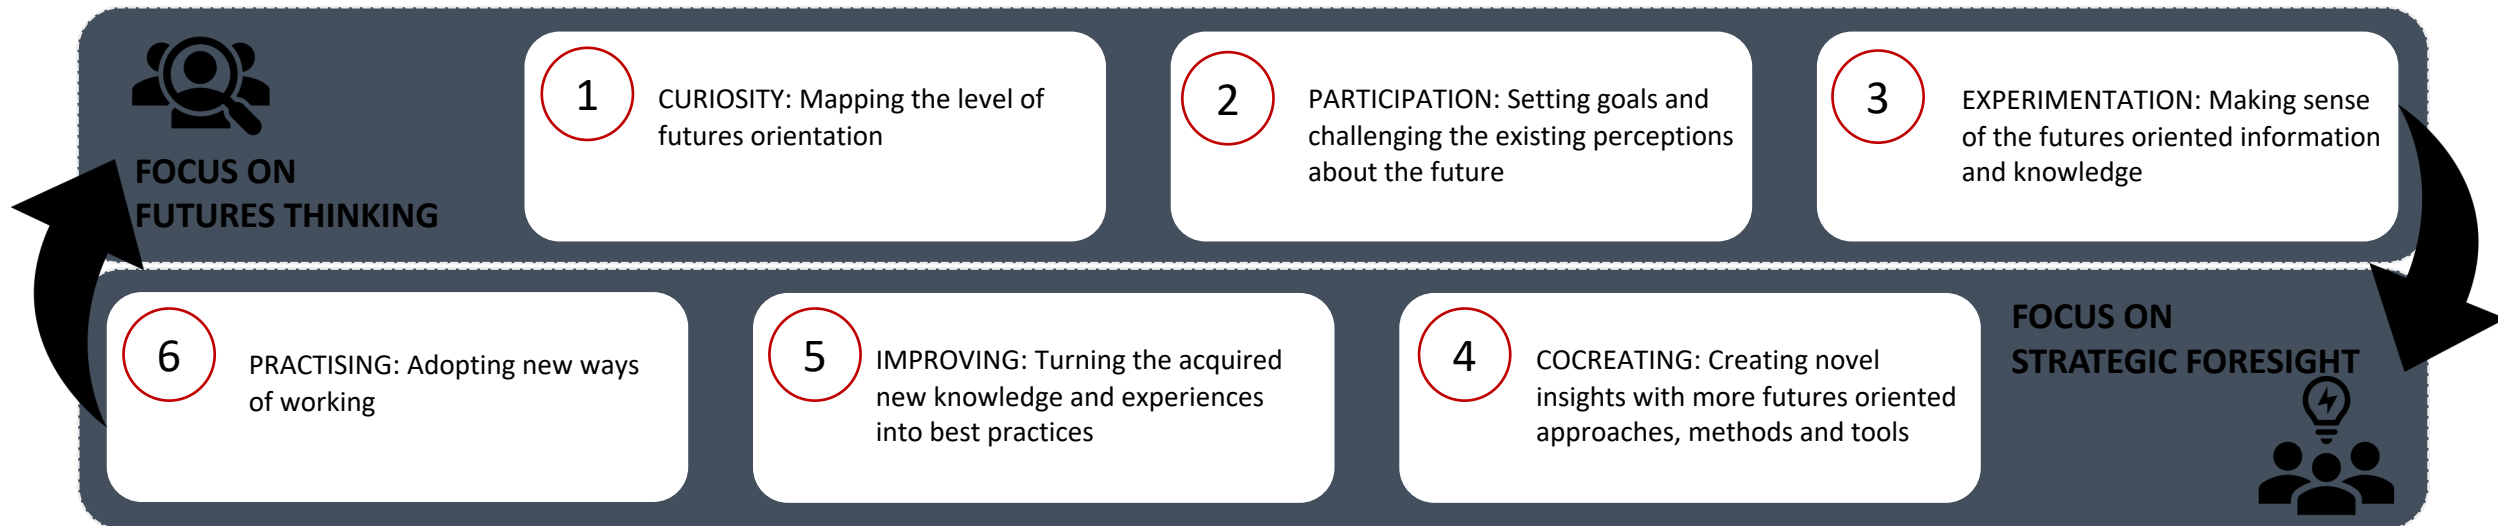 FOCUS ON
FUTURES THINKING
1
CURIOSITY: Mapping the level of
futures orientation
2
PARTICIPATION: Setting goals and
challenging the existing perceptions
about the future
3
EXPERIMENTATION: Making sense
of the futures oriented information
and knowledge
FOCUS ON
STRATEGIC FORESIGHT
4
COCREATING: Creating novel
insights with more futures oriented
approaches, methods and tools
5
IMPROVING: Turning the acquired
new knowledge and experiences
into best practices
6
PRACTISING: Adopting new ways
of working